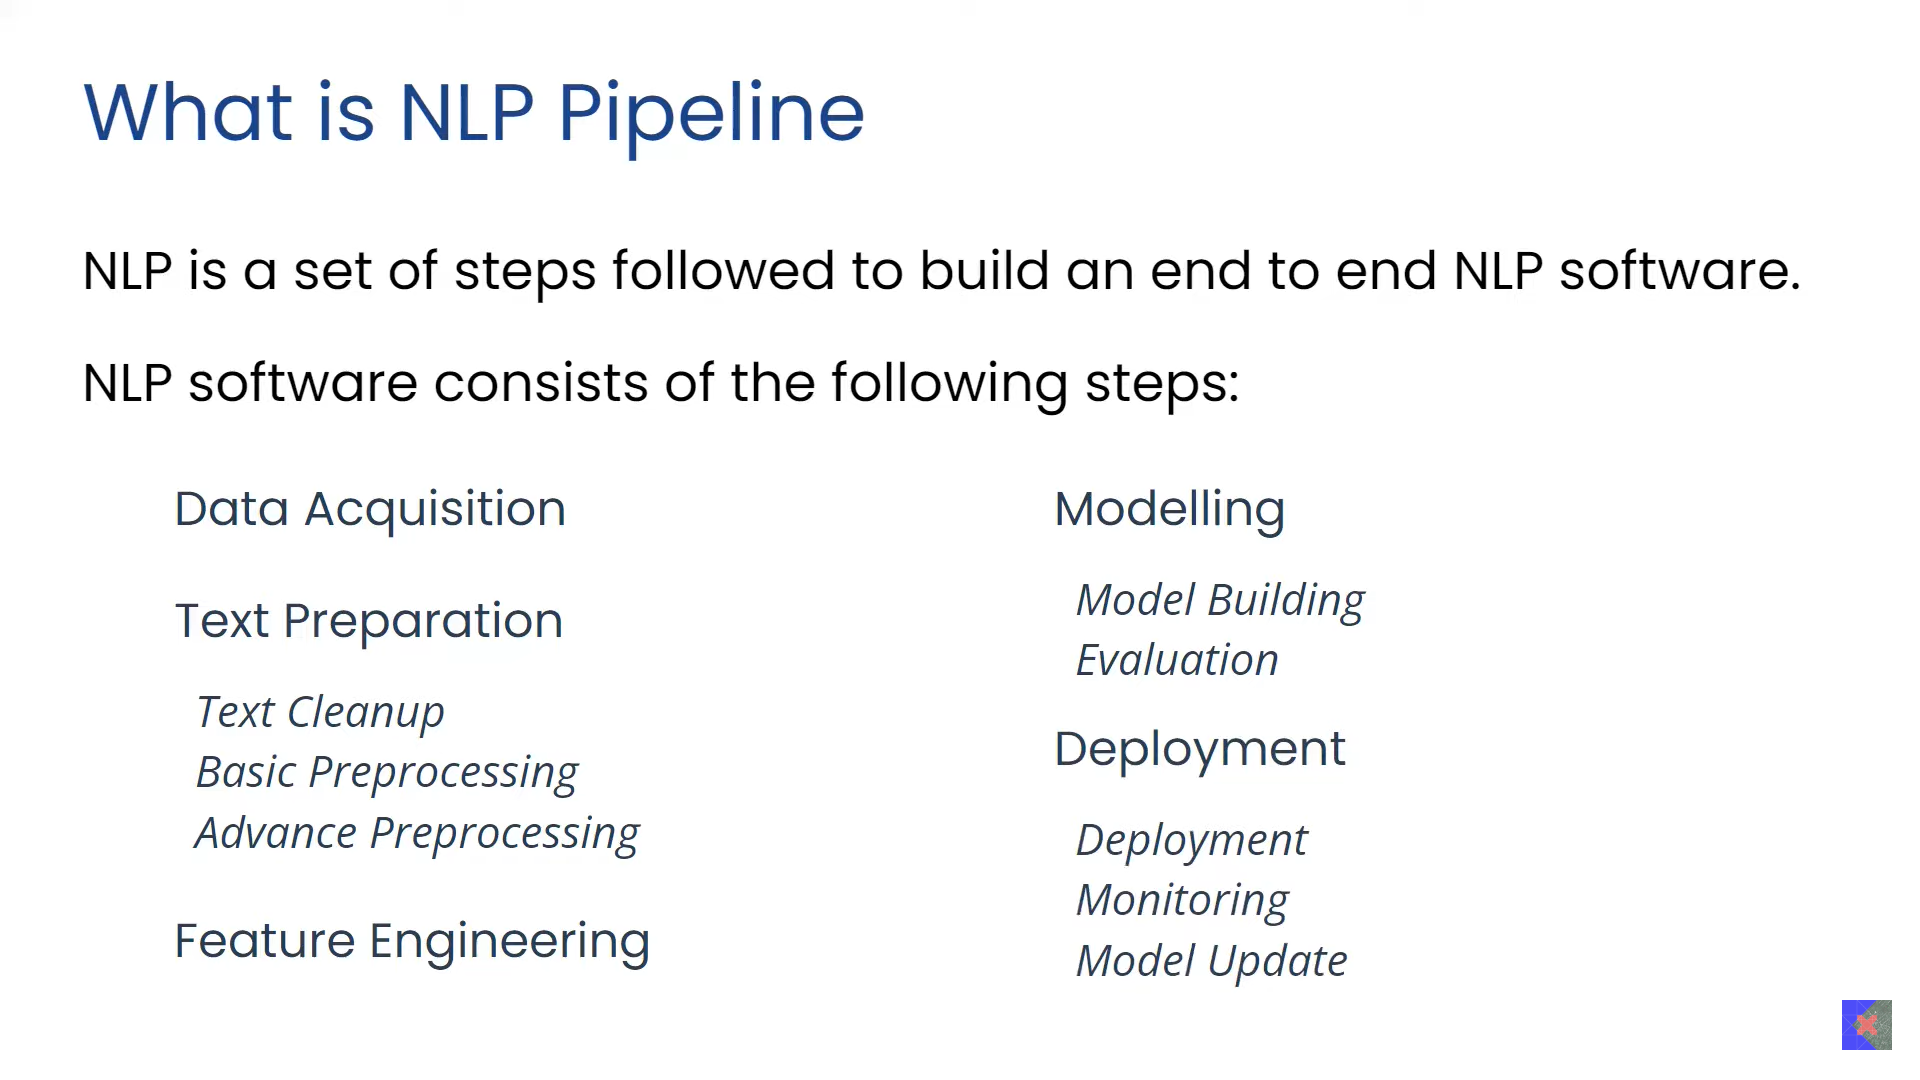 What is NLP Pipeline
NLP is a set of steps followed to build an end to end NLP software.
NLP software consists of the following steps:
Data Acquisition
Text Preparation
Text Cleanup
Basic Preprocessing
Advance Preprocessing
Feature Engineering
Modelling
Model Building
Evaluation
Deployment
Deployment
Monitoring
Model Update